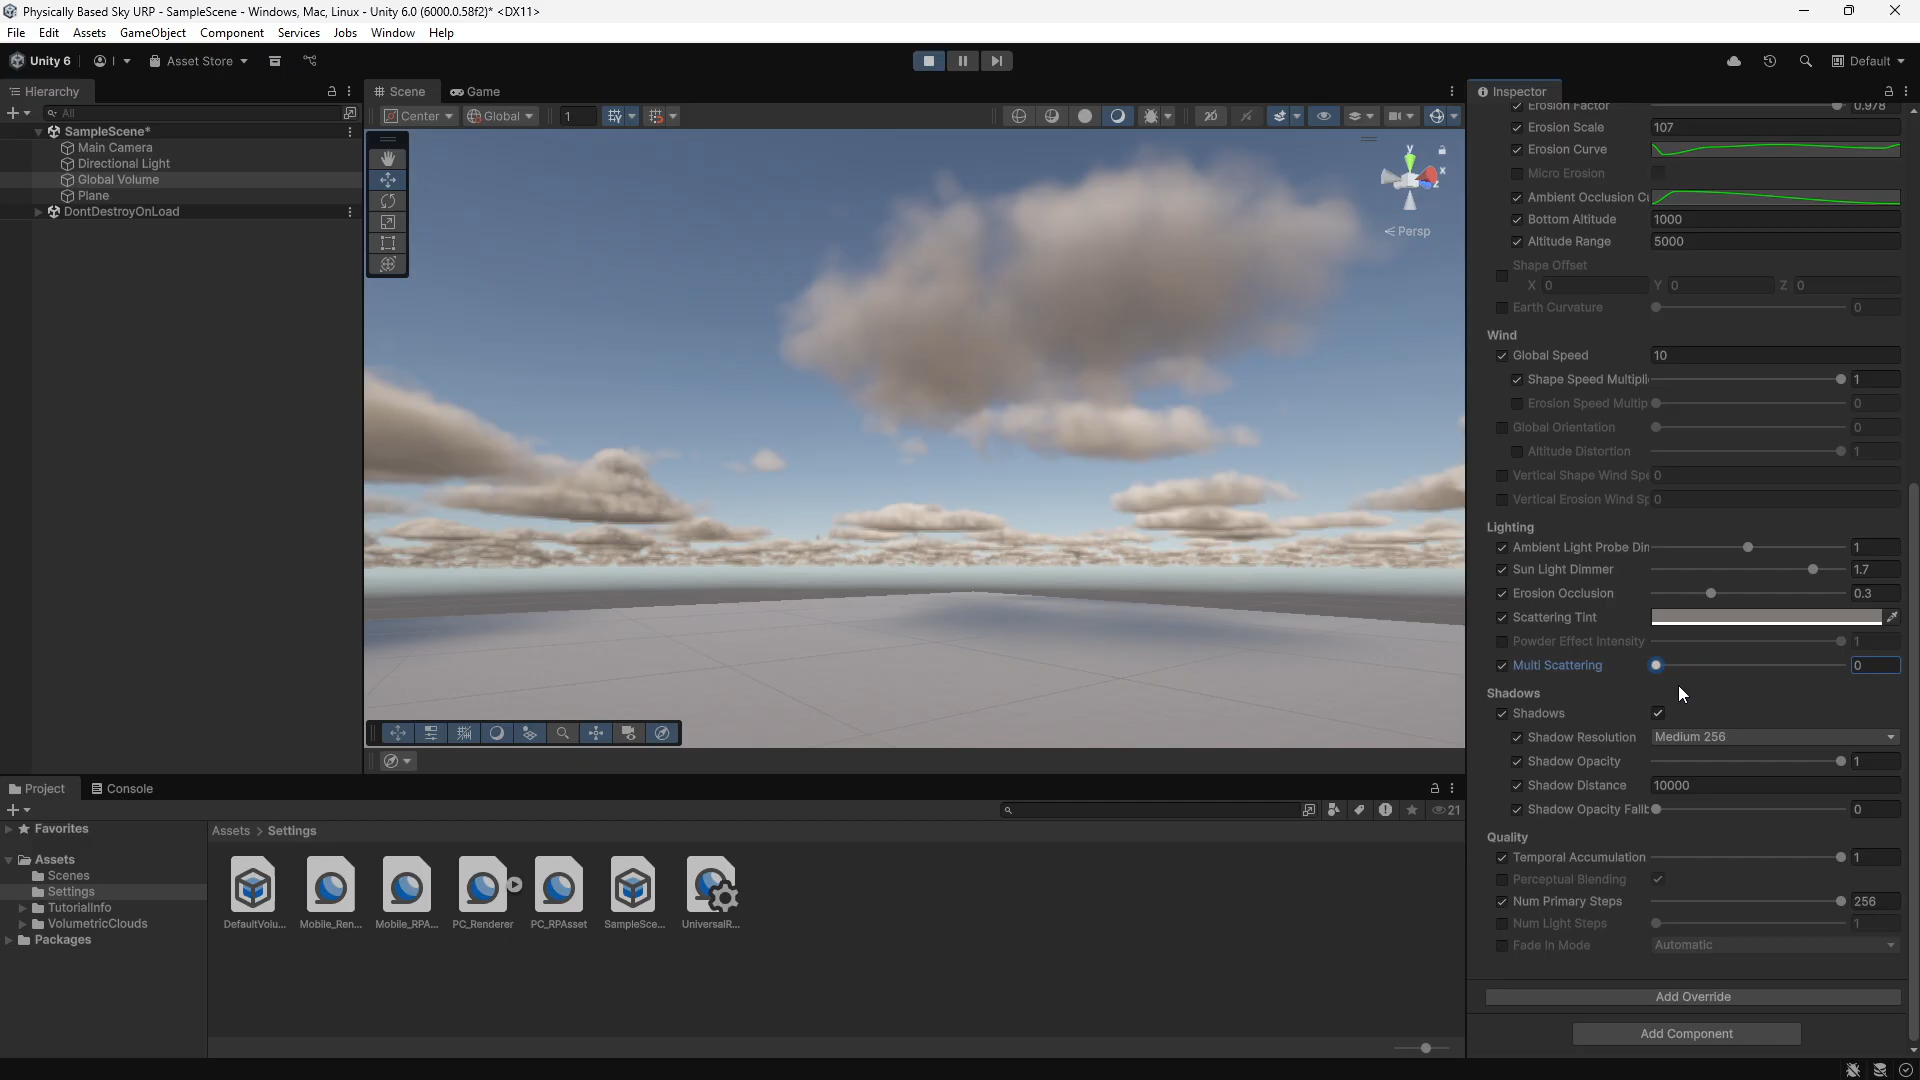 Physically Based Sky URP - SampleScene - Windows, Mac, Linux - Unity 6.0 (6000.0.58f2)* <DX11>
File Edit Assets GameObject Component Services Jobs Window Help
Unity 6 I Asset Store Default
Hierarchy
All
SampleScene*
Main Camera
Directional Light
Global Volume
Plane
DontDestroyOnLoad
Scene Game
Center Global 1 2D
y
x
z
Persp
Inspector
Erosion Factor 0.978
Erosion Scale 107
Erosion Curve
Micro Erosion
Ambient Occlusion Cu
Bottom Altitude 1000
Altitude Range 5000
Shape Offset
X 0 Y 0 Z 0
Earth Curvature 0
Wind
Global Speed 10
Shape Speed Multipli 1
Erosion Speed Multip 0
Global Orientation 0
Altitude Distortion 1
Vertical Shape Wind Spe 0
Vertical Erosion Wind Sp 0
Lighting
Ambient Light Probe Dim 1
Sun Light Dimmer 1.7
Erosion Occlusion 0.3
Scattering Tint
Powder Effect Intensity 1
Multi Scattering 0
Shadows
Shadows
Shadow Resolution Medium 256
Shadow Opacity 1
Shadow Distance 10000
Shadow Opacity Fallb 0
Quality
Temporal Accumulation 1
Perceptual Blending
Num Primary Steps 256
Num Light Steps 1
Fade In Mode Automatic
Add Override
Add Component
Project Console
21
Favorites
Assets
Scenes
Settings
TutorialInfo
VolumetricClouds
Packages
Assets > Settings
DefaultVolu... Mobile_Ren... Mobile_RPA... PC_Renderer PC_RPAsset SampleSce... UniversalR...